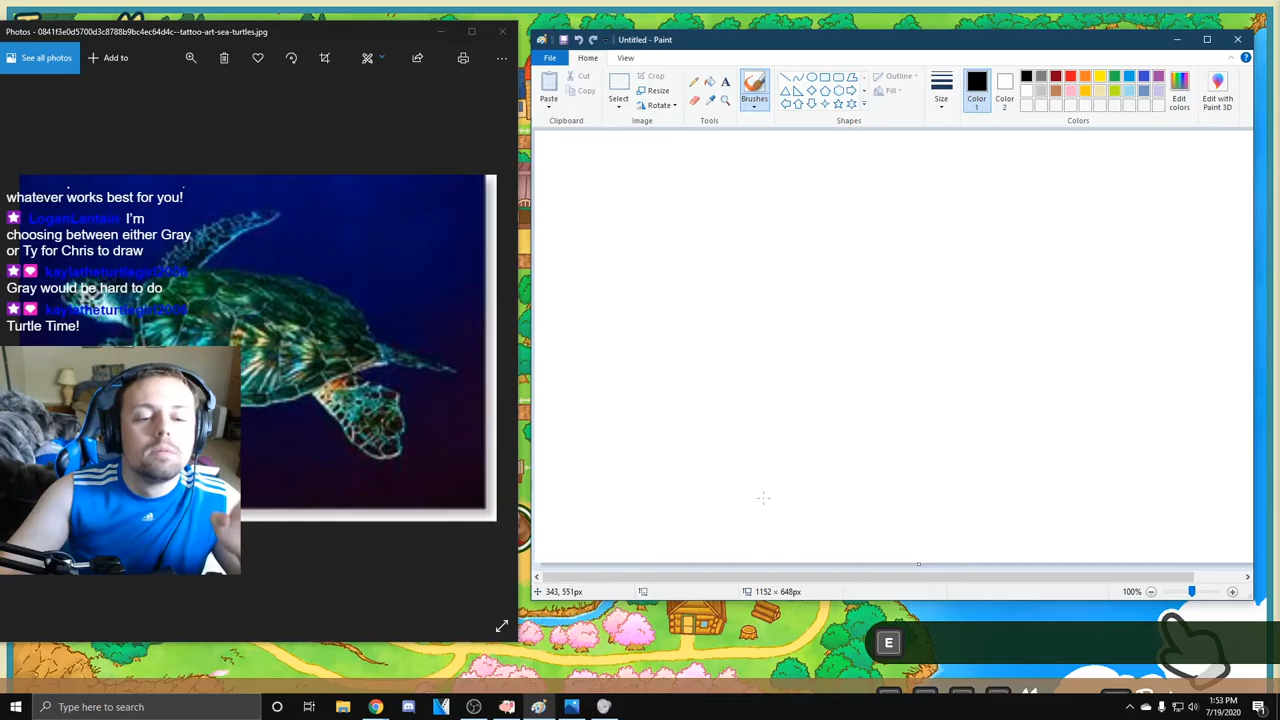 Photos - 0841f3e0d5700d3c8788b9bc4ec64d4c--tattoo-art-sea-turtles.jpg
See all photos
Add to
whatever works best for you!
LoganLantain I'm
choosing between either Gray
or Ty for Chris to draw
kaylatheturtlegirl2006
Gray would be hard to do
kaylatheturtlegirl2006
Turtle Time!
Untitled - Paint
File Home View
Paste
Cut
Copy
Clipboard
Select
Crop
Resize
Rotate
Image
A
Tools
Brushes
Outline
Fill
Shapes
Size
Color
1
Color
2
Edit
colors
Colors
Edit with
Paint 3D
343, 551px
1152 × 648px
100%
E
Type here to search
1:53 PM
7/19/2020
1